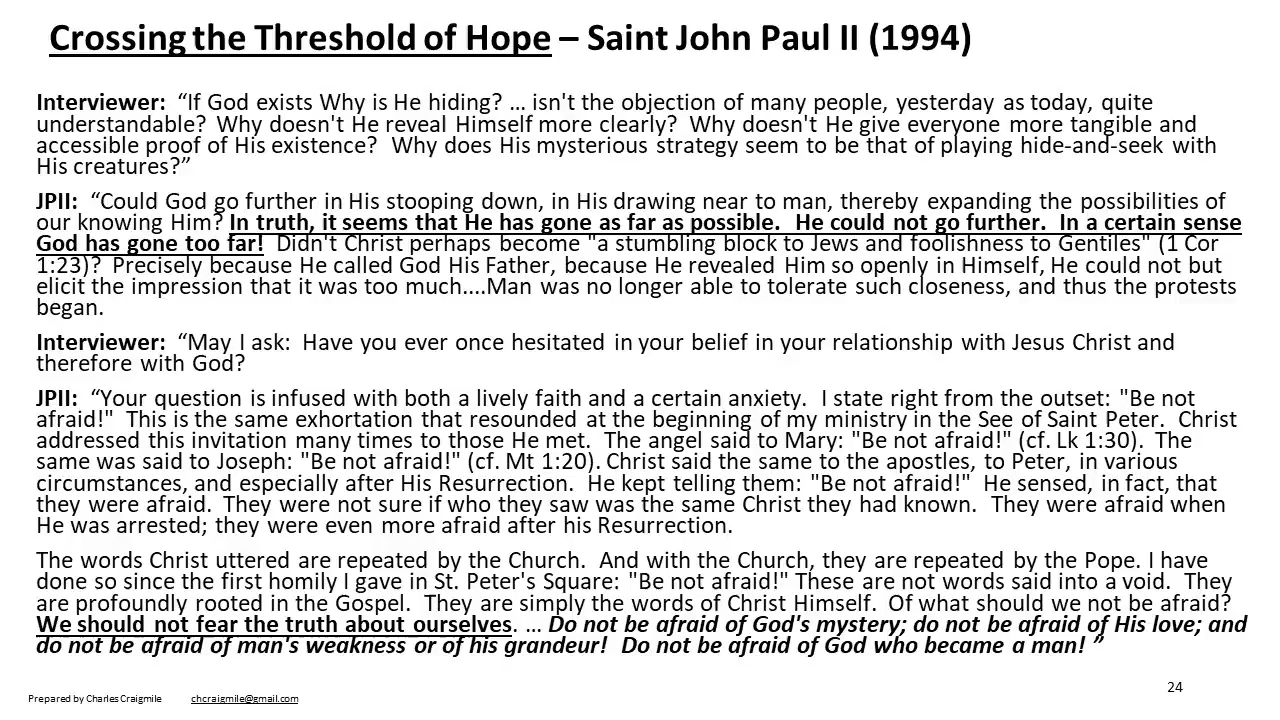 Crossing the Threshold of Hope – Saint John Paul II (1994)
Interviewer: “If God exists Why is He hiding? ... isn't the objection of many people, yesterday as today, quite
understandable? Why doesn't He reveal Himself more clearly? Why doesn't He give everyone more tangible and
accessible proof of His existence? Why does His mysterious strategy seem to be that of playing hide-and-seek with
His creatures?”
JPII: “Could God go further in His stooping down, in His drawing near to man, thereby expanding the possibilities of
our knowing Him? In truth, it seems that He has gone as far as possible. He could not go further. In a certain sense
God has gone too far! Didn't Christ perhaps become "a stumbling block to Jews and foolishness to Gentiles" (1 Cor
1:23)? Precisely because He called God His Father, because He revealed Him so openly in Himself, He could not but
elicit the impression that it was too much....Man was no longer able to tolerate such closeness, and thus the protests
began.
Interviewer: “May I ask: Have you ever once hesitated in your belief in your relationship with Jesus Christ and
therefore with God?
JPII: “Your question is infused with both a lively faith and a certain anxiety. I state right from the outset: "Be not
afraid!" This is the same exhortation that resounded at the beginning of my ministry in the See of Saint Peter. Christ
addressed this invitation many times to those He met. The angel said to Mary: "Be not afraid!" (cf. Lk 1:30). The
same was said to Joseph: "Be not afraid!" (cf. Mt 1:20). Christ said the same to the apostles, to Peter, in various
circumstances, and especially after His Resurrection. He kept telling them: "Be not afraid!" He sensed, in fact, that
they were afraid. They were not sure if who they saw was the same Christ they had known. They were afraid when
He was arrested; they were even more afraid after his Resurrection.
The words Christ uttered are repeated by the Church. And with the Church, they are repeated by the Pope. I have
done so since the first homily I gave in St. Peter's Square: "Be not afraid!" These are not words said into a void. They
are profoundly rooted in the Gospel. They are simply the words of Christ Himself. Of what should we not be afraid?
We should not fear the truth about ourselves. ... Do not be afraid of God's mystery; do not be afraid of His love; and
do not be afraid of man's weakness or of his grandeur! Do not be afraid of God who became a man! ”
Prepared by Charles Craigmile chcraigmile@gmail.com
24